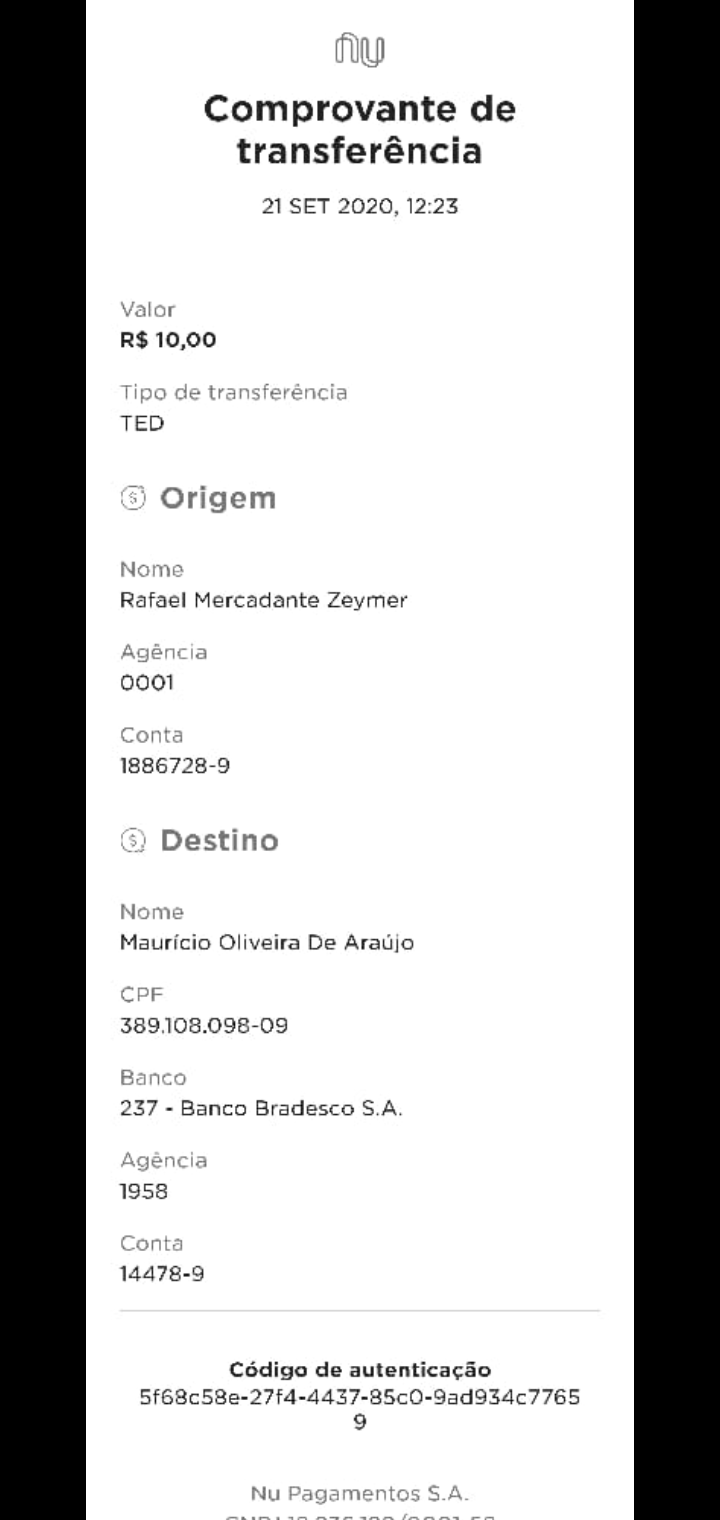 nu
Comprovante de
transferência
21 SET 2020, 12:23
Valor
R$ 10,00
Tipo de transferência
TED
Origem
Nome
Rafael Mercadante Zeymer
Agência
0001
Conta
1886728-9
Destino
Nome
Maurício Oliveira De Araújo
CPF
389.108.098-09
Banco
237 - Banco Bradesco S.A.
Agência
1958
Conta
14478-9
Código de autenticação
5f68c58e-27f4-4437-85c0-9ad934c7765
9
Nu Pagamentos S.A.